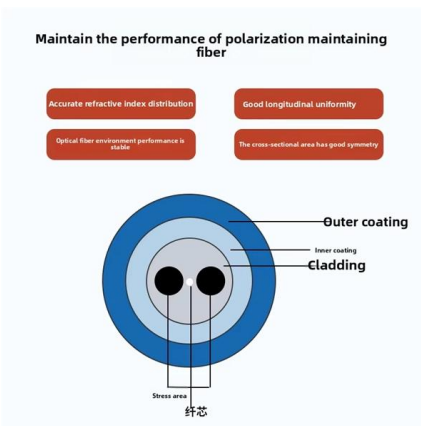 Maintain the performance of polarization maintaining
fiber
Accurate refractive index distribution
Good longitudinal uniformity
Optical fiber environment performance is
stable
The cross-sectional area has good symmetry
Outer coating
Inner coating
Cladding
Stress area
纤芯